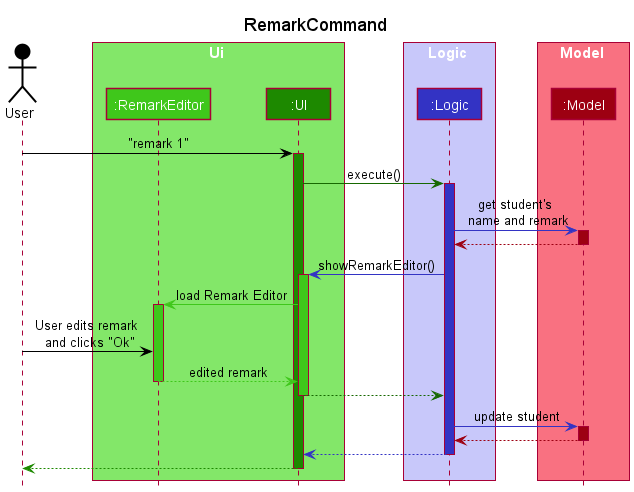 RemarkCommand
Ui
Logic
Model
:RemarkEditor
:UI
:Logic
:Model
User
"remark 1"
execute()
get student's
name and remark
showRemarkEditor()
load Remark Editor
User edits remark
and clicks "Ok"
edited remark
update student